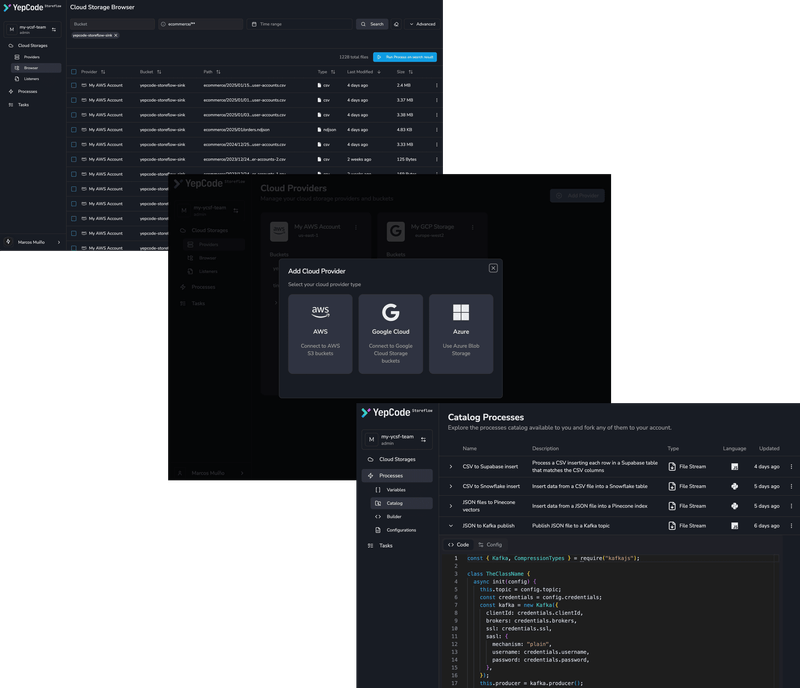 YepCode Storeflow
my-ycsf-team
admin
M
Cloud Storages
Providers
Browser
Listeners
Processes
Tasks
Marcos Muíño
Cloud Storage Browser
Bucket
ecommerce/**
Time range
Search
Advanced
yepcode-storeflow-sink
1228 total files
Provider Bucket Path Type Last Modified Size
My AWS Account yepcode-storeflow-sink ecommerce/2025/01/15...user-accounts.csv csv 4 days ago 2.4 MB
My AWS Account yepcode-storeflow-sink ecommerce/2025/01/03...user-accounts.csv csv 4 days ago 3.37 MB
My AWS Account yepcode-storeflow-sink ecommerce/2025/01/0...user-accounts.csv csv 4 days ago 3.38 MB
My AWS Account yepcode-storeflow-sink ecommerce/2025/01/orders.ndjson ndjson 4 days ago 4.83 KB
My AWS Account yepcode-storeflow-sink ecommerce/2024/12/25...user-accounts.csv csv 4 days ago 3.33 MB
My AWS Account yepcode-storeflow-sink ecommerce/2023/12/24...er-accounts-2.csv csv 2 weeks ago 125 Bytes
My AWS Account yepcode-storeflow-sink
My AWS Account
My AWS Account
My AWS Account
My AWS Account
My AWS Account
YepCode Storeflow
my-ycsf-team
admin
M
Cloud Storages
Providers
Browser
Listeners
Processes
Tasks
Marcos Muíño
Cloud Providers
Manage your cloud storage providers and buckets
Add Provider
My AWS Account
My GCP Storage
Buckets
Buckets
Add Cloud Provider
Select your cloud provider type
aws
AWS
Connect to AWS
S3 buckets
Google Cloud
Connect to Google
Cloud Storage
buckets
Azure
Use Azure Blob
Storage
YepCode Storeflow
my-ycsf-team
admin
M
Cloud Storages
Processes
Variables
Catalog
Builder
Configurations
Tasks
Catalog Processes
Explore the processes catalog available to you and fork any of them to your account.
Name Description Type Language Updated
CSV to Supabase insert Process a CSV inserting each row in a Supabase table that matches the CSV columns File Stream 4 days ago
CSV to Snowflake insert Insert data from a CSV file into a Snowflake table File Stream 5 days ago
JSON files to Pinecone vectors Insert data from a JSON file into a Pinecone index File Stream 5 days ago
JSON to Kafka publish Publish JSON file to a Kafka topic File Stream 6 days ago
Code Config
1 const { Kafka, CompressionTypes } = require("kafkajs");
2
3 class TheClassName {
4 async init(config) {
5 this.topic = config.topic;
6 const credentials = config.credentials;
7 const kafka = new Kafka({
8 clientId: credentials.clientId,
9 brokers: credentials.brokers,
10 ssl: credentials.ssl,
11 sasl: {
12 mechanism: "plain",
13 username: credentials.username,
14 password: credentials.password,
15 },
16 });
17 this.producer = kafka.producer();